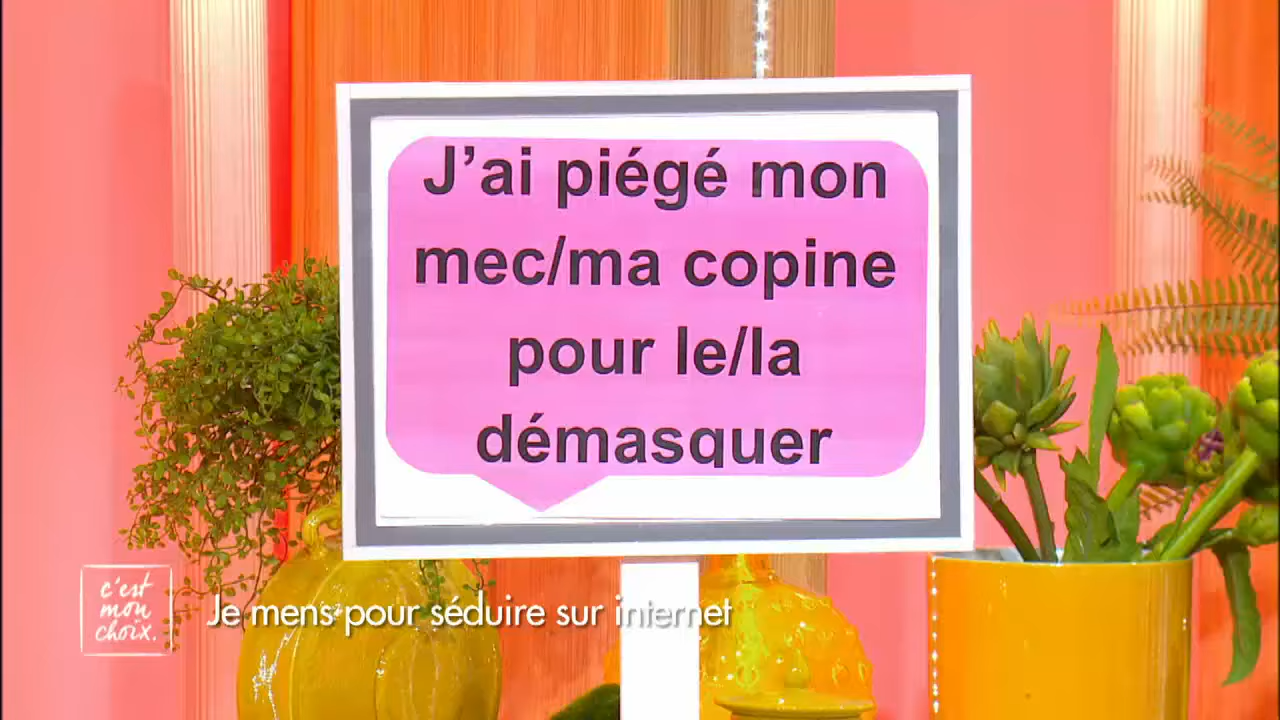 J'ai piégé mon
mec/ma copine
pour le/la
démasquer
c'est
mon
choix.
Je mens pour séduire sur internet